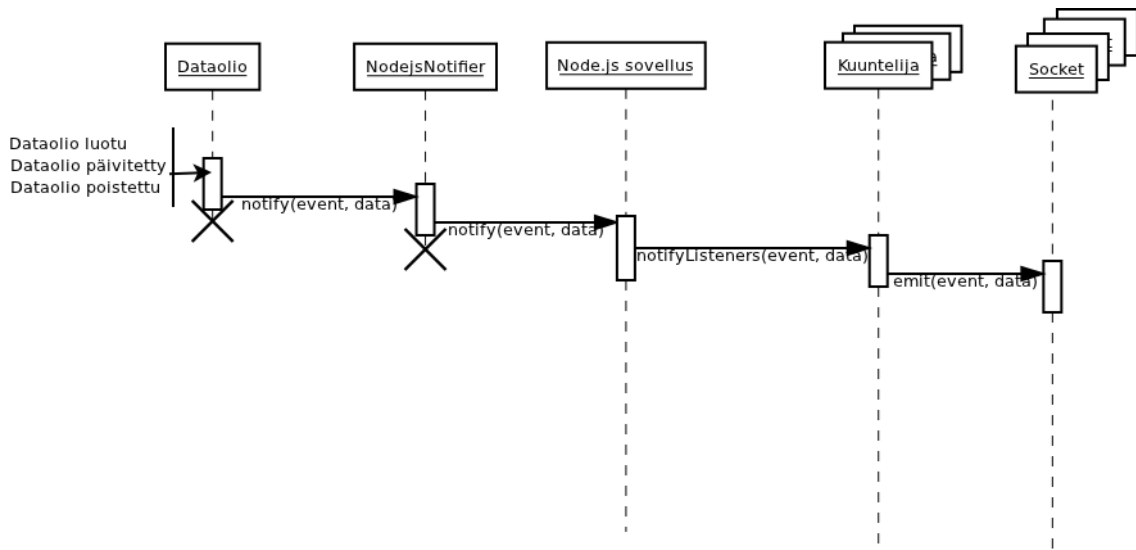 Dataolio
NodejsNotifier
Node.js sovellus
Kuuntelija
Socket
Dataolio luotu
Dataolio päivitetty
Dataolio poistettu
notify(event, data)
notify(event, data)
notifyListeners(event, data)
emit(event, data)